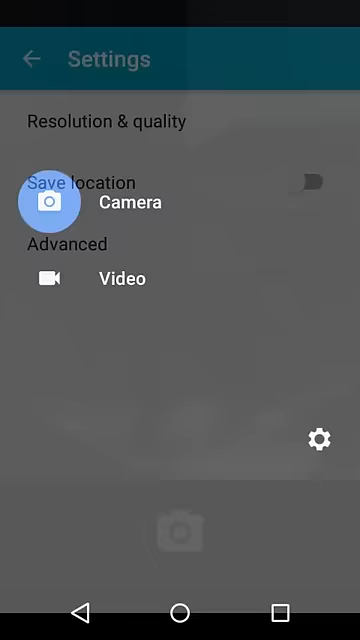 Settings
Resolution & quality
Save location
Camera
Advanced
Video